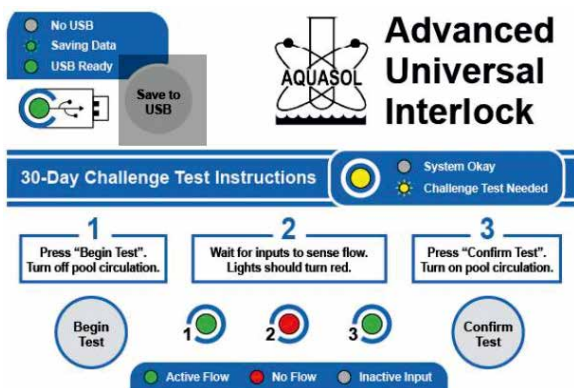 No USB
Saving Data
USB Ready
Save to
USB
AQUASOL
Advanced
Universal
Interlock
30-Day Challenge Test Instructions
System Okay
Challenge Test Needed
1
Press “Begin Test”.
Turn off pool circulation.
2
Wait for inputs to sense flow.
Lights should turn red.
3
Press “Confirm Test”.
Turn on pool circulation.
Begin
Test
1
2
3
Confirm
Test
Active Flow
No Flow
Inactive Input